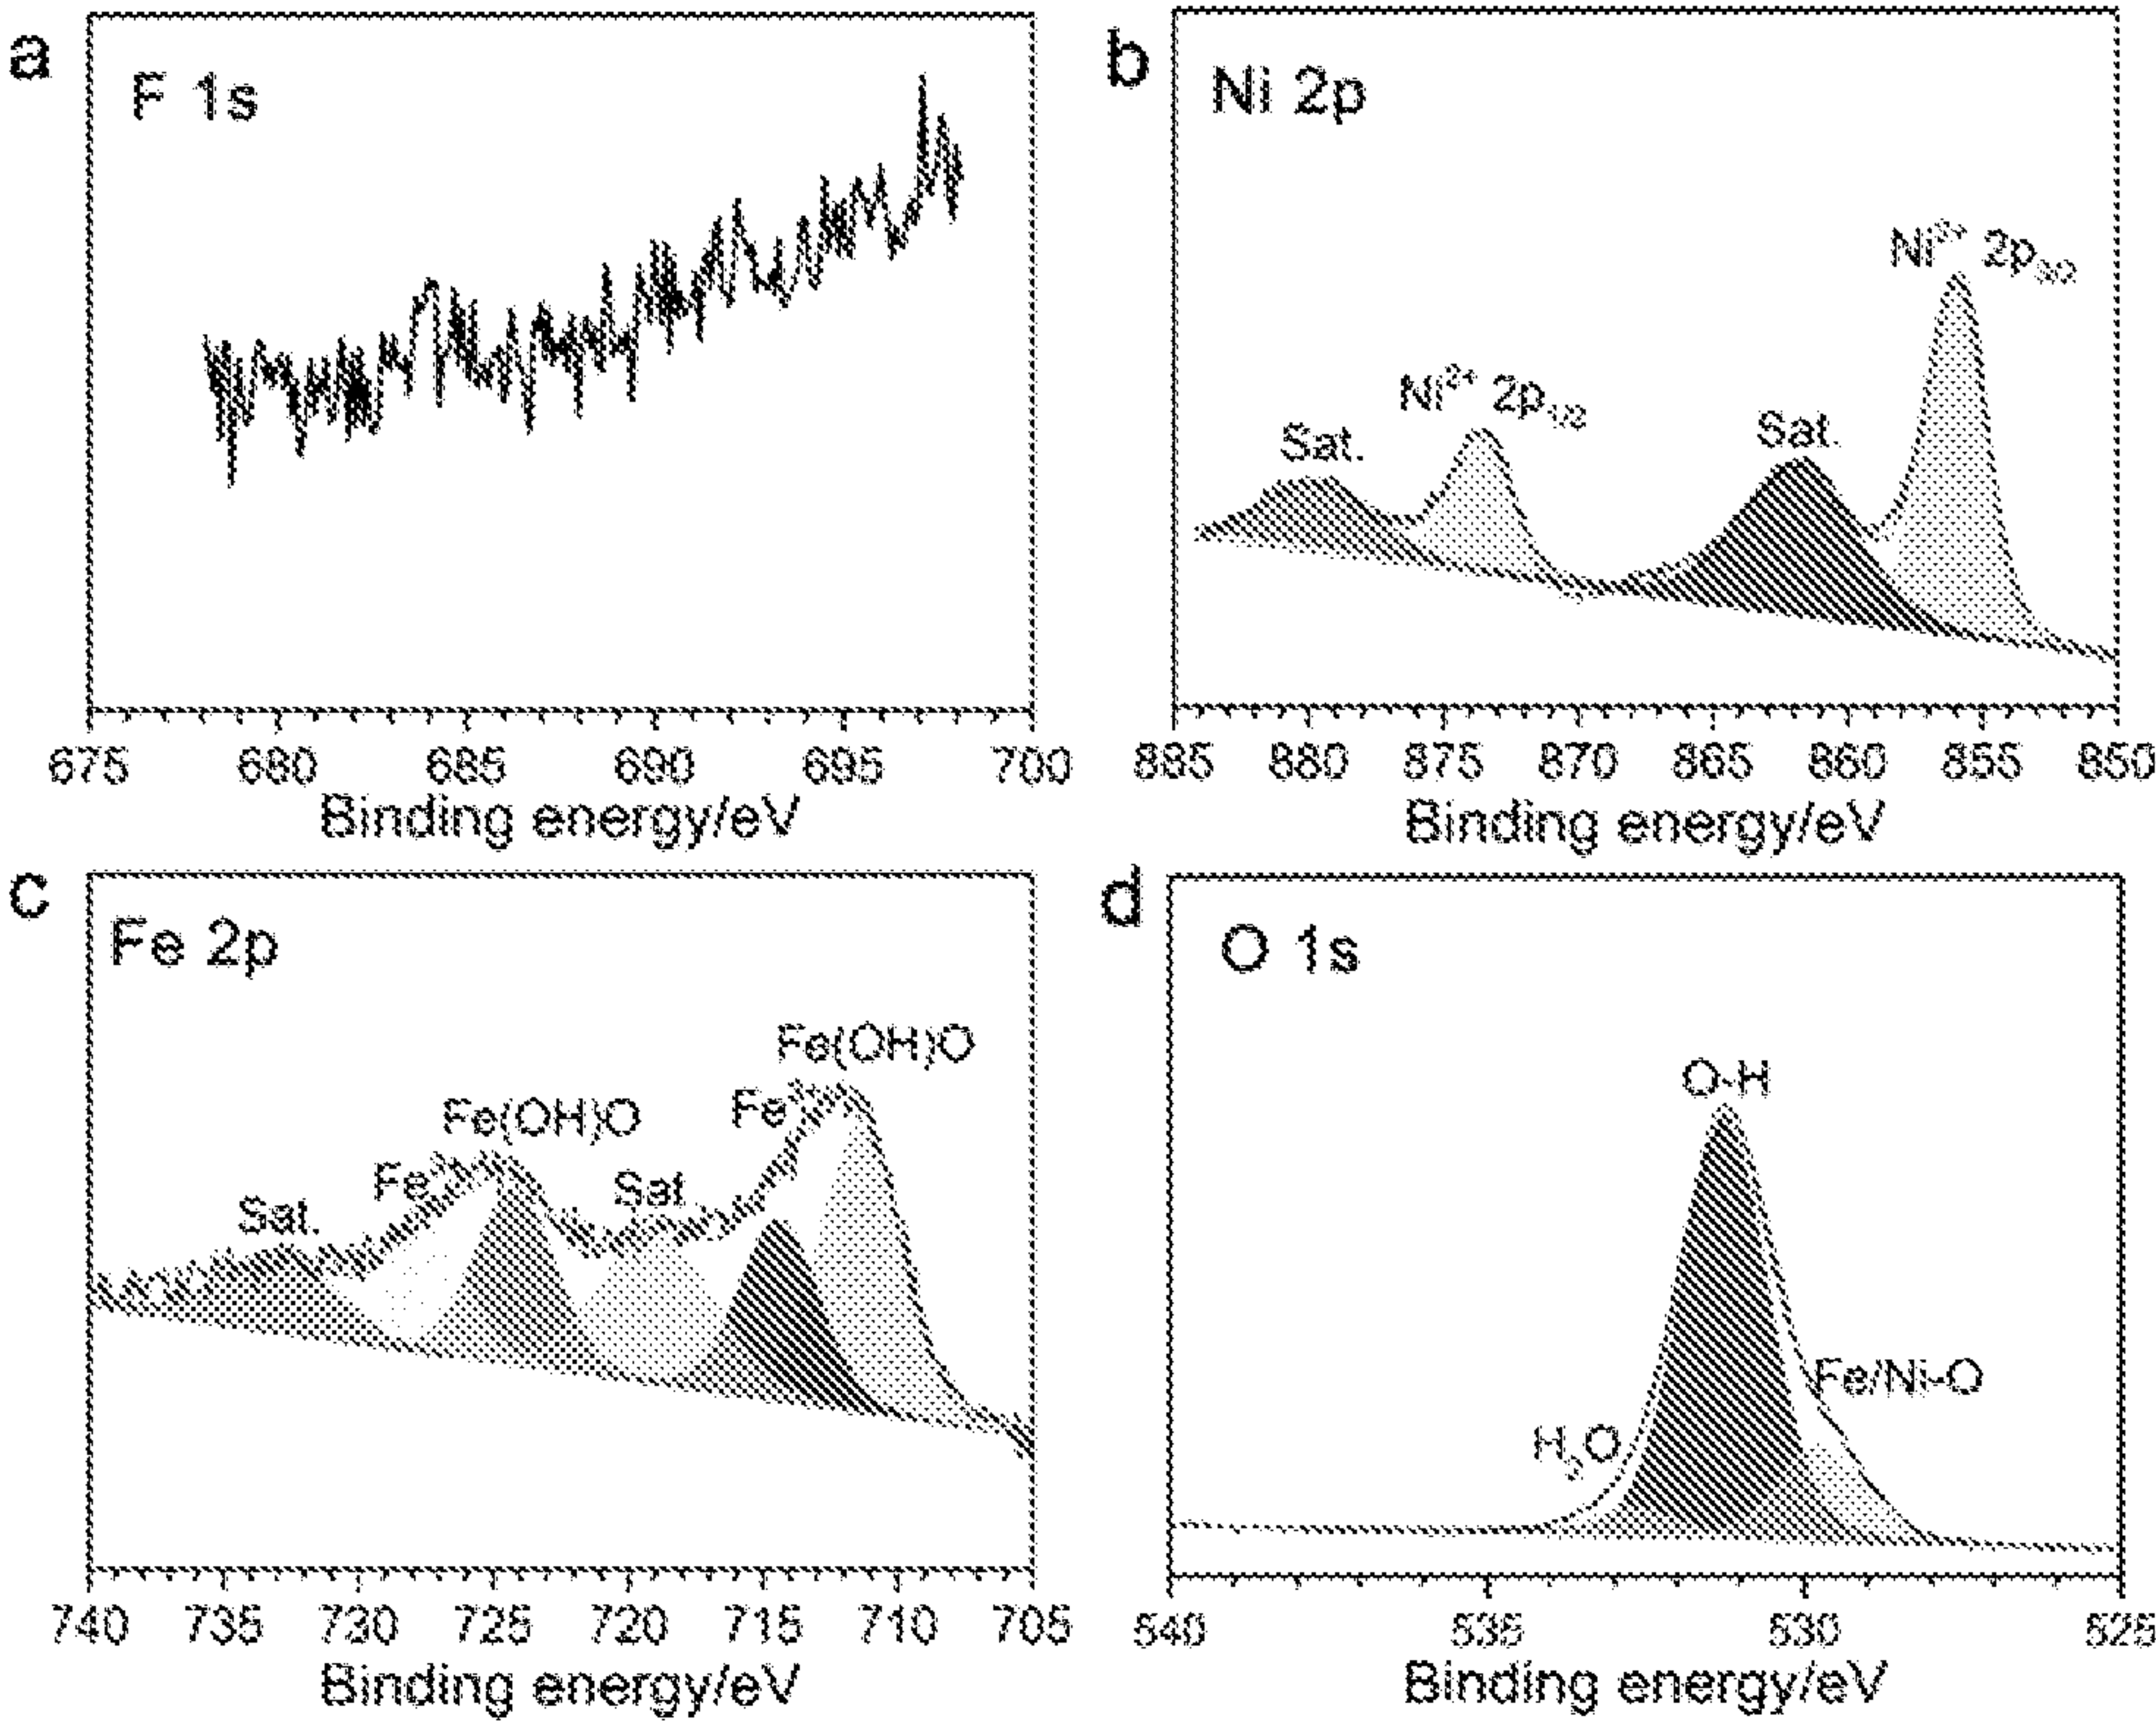 a
F 1s
675 680 685 690 695 700
Binding energy/eV
b
Ni 2p
Sat.
Ni²⁺ 2p₁/₂
Sat.
Ni²⁺ 2p₃/₂
885 880 875 870 865 860 855 850
Binding energy/eV
c
Fe 2p
Sat.
Fe
Fe(OH)O
Sat.
Fe
Fe(OH)O
740 735 730 725 720 715 710 705
Binding energy/eV
d
O 1s
H₂O
O-H
Fe/Ni-O
540 535 530 525
Binding energy/eV